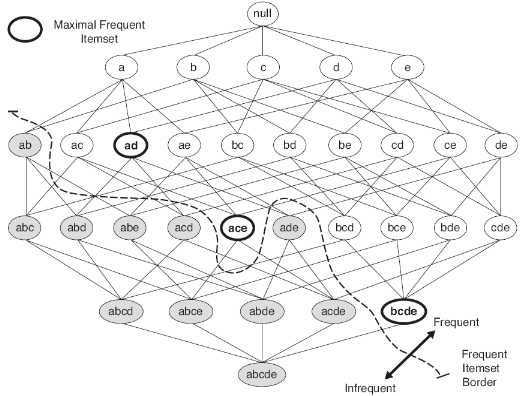 null
Maximal Frequent
Itemset
a b c d e
ab ac ad ae bc bd be cd ce de
abc abd abe acd ace ade bcd bce bde cde
abcd abce abde acde bcde
Frequent
Frequent
Itemset
Border
abcde
Infrequent